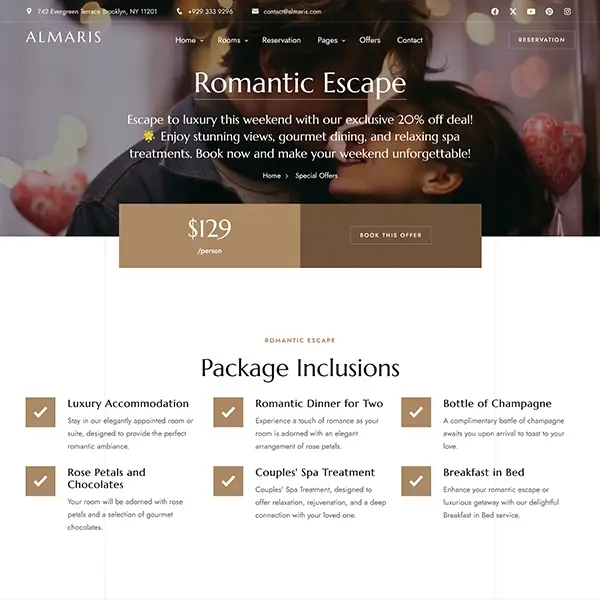 742 Evergreen Terrace Brooklyn, NY 11201
+929 333 9296
contact@almaris.com
ALMARIS
Home
Rooms
Reservation
Pages
Offers
Contact
RESERVATION
Romantic Escape
Escape to luxury this weekend with our exclusive 20% off deal!
🌟 Enjoy stunning views, gourmet dining, and relaxing spa
treatments. Book now and make your weekend unforgettable!
Home > Special Offers
$129
/person
BOOK THIS OFFER
ROMANTIC ESCAPE
Package Inclusions
Luxury Accommodation
Stay in our elegantly appointed room or
suite, designed to provide the perfect
romantic ambiance.
Romantic Dinner for Two
Experience a touch of romance as your
room is adorned with an elegant
arrangement of rose petals.
Bottle of Champagne
A complimentary bottle of champagne
awaits you upon arrival to toast to your
love.
Rose Petals and
Chocolates
Your room will be adorned with rose
petals and a selection of gourmet
chocolates.
Couples' Spa Treatment
Couples' Spa Treatment, designed to
offer relaxation, rejuvenation, and a deep
connection with your loved one.
Breakfast in Bed
Enhance your romantic escape or
luxurious getaway with our delightful
Breakfast in Bed service.